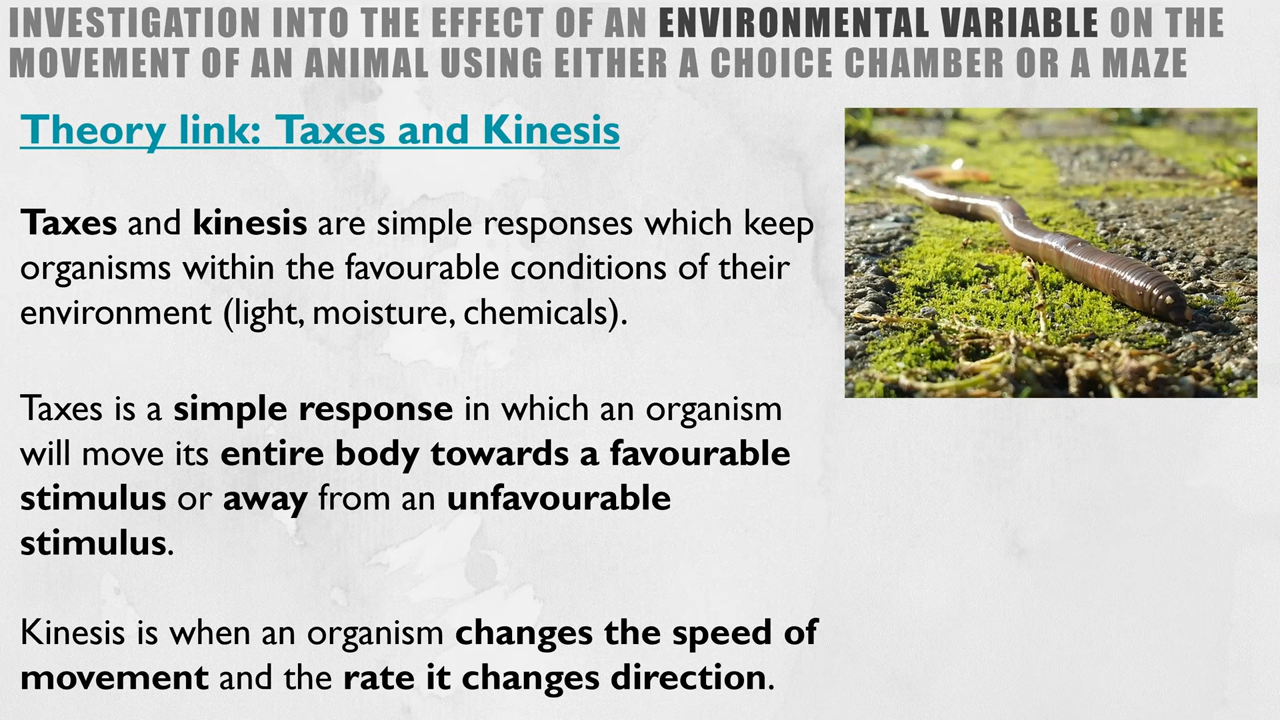 INVESTIGATION INTO THE EFFECT OF AN ENVIRONMENTAL VARIABLE ON THE
MOVEMENT OF AN ANIMAL USING EITHER A CHOICE CHAMBER OR A MAZE
Theory link: Taxes and Kinesis
Taxes and kinesis are simple responses which keep
organisms within the favourable conditions of their
environment (light, moisture, chemicals).
Taxes is a simple response in which an organism
will move its entire body towards a favourable
stimulus or away from an unfavourable
stimulus.
Kinesis is when an organism changes the speed of
movement and the rate it changes direction.